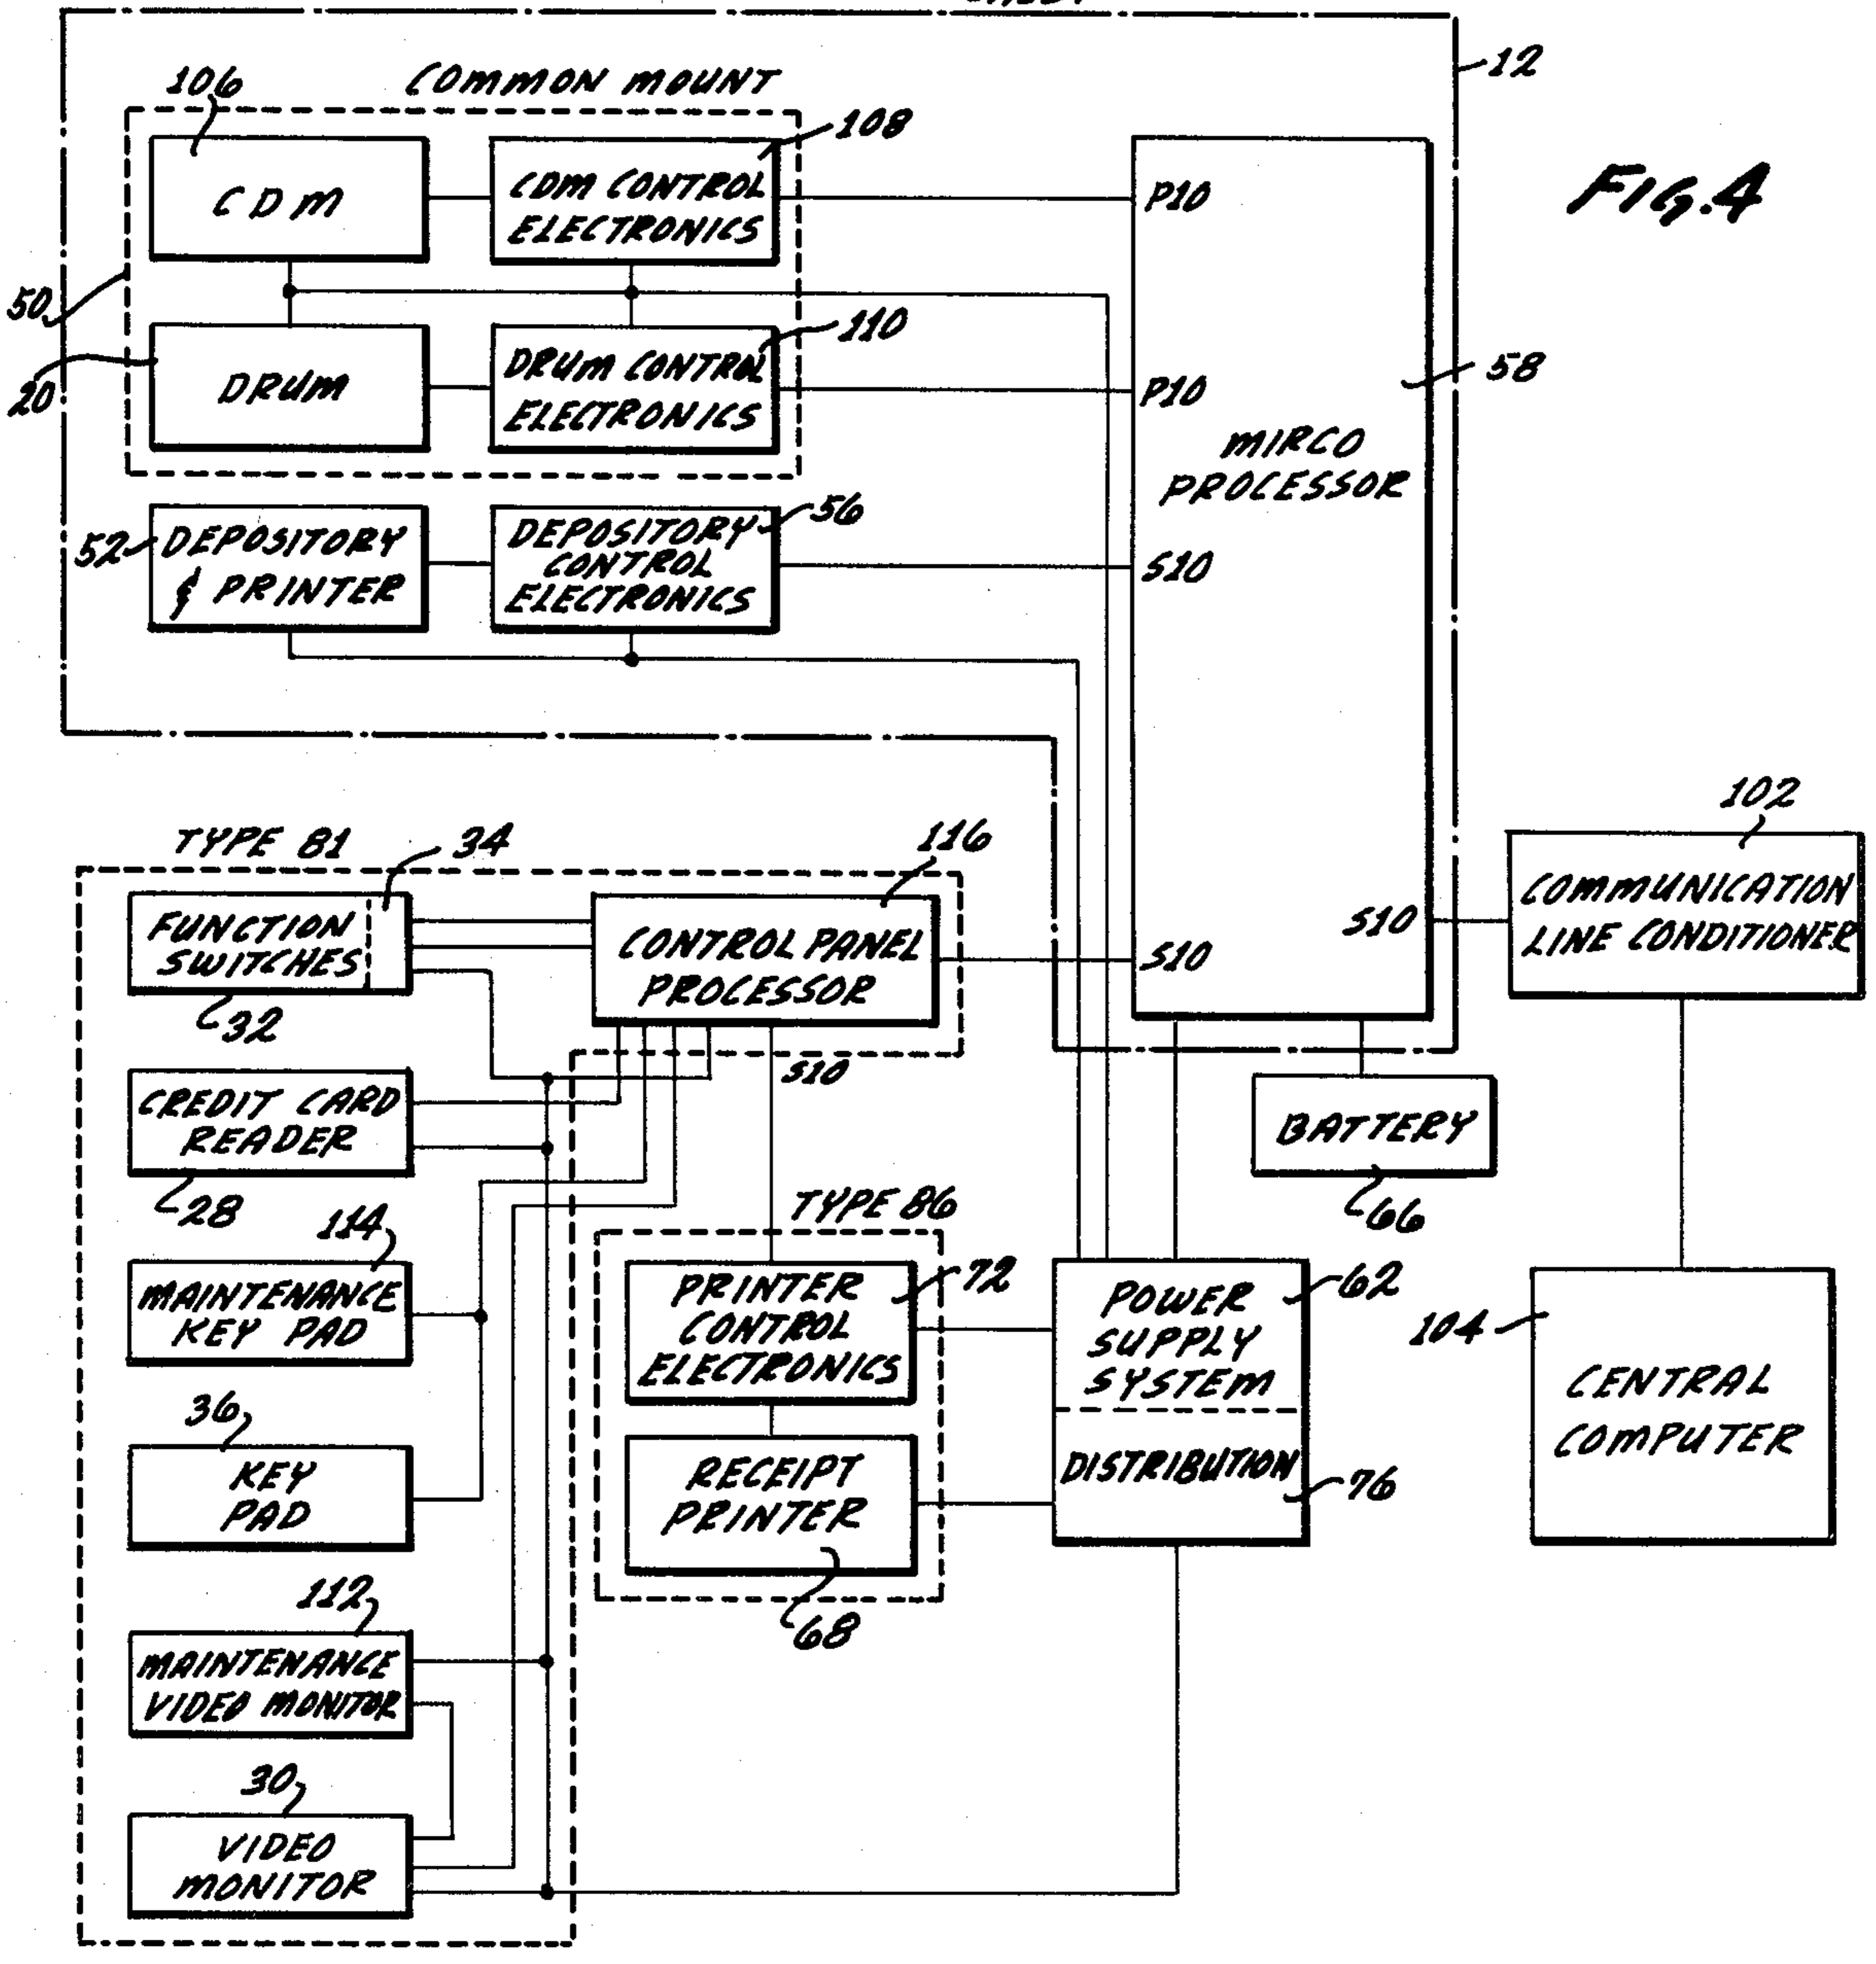 106
COMMON MOUNT
12
108
CDM
CDM CONTROL
ELECTRONICS
P10
FIG.4
50
110
20
DRUM
DRUM CONTROL
ELECTRONICS
P10
58
MIRCO
PROCESSOR
56
52
DEPOSITORY
& PRINTER
DEPOSITORY
CONTROL
ELECTRONICS
S10
102
TYPE 81
34
116
FUNCTION
SWITCHES
CONTROL PANEL
PROCESSOR
S10
S10
COMMUNICATION
LINE CONDITIONER
32
S10
CREDIT CARD
READER
BATTERY
28
66
114
TYPE 86
MAINTENANCE
KEY PAD
PRINTER
CONTROL
ELECTRONICS
72
POWER
SUPPLY
SYSTEM
62
104
CENTRAL
COMPUTER
36
KEY
PAD
RECEIPT
PRINTER
DISTRIBUTION
76
68
112
MAINTENANCE
VIDEO MONITOR
30
VIDEO
MONITOR